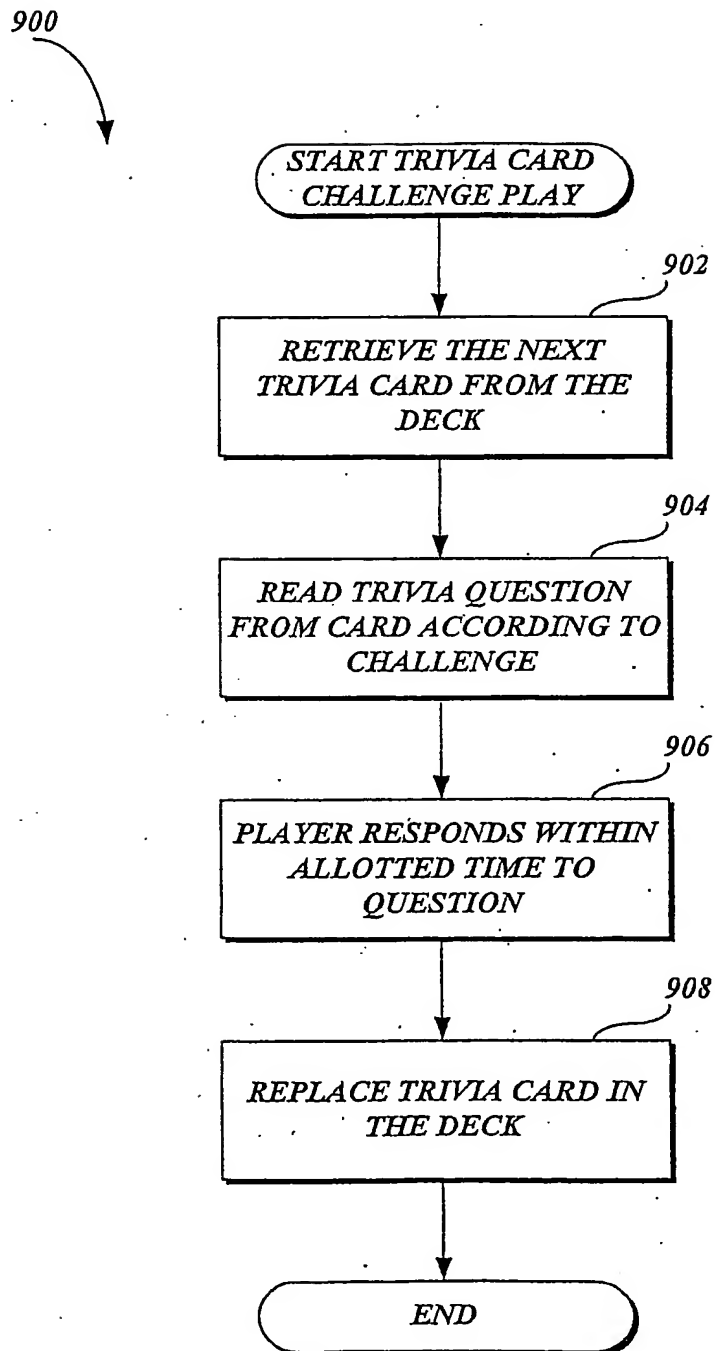 900
START TRIVIA CARD
CHALLENGE PLAY
902
RETRIEVE THE NEXT
TRIVIA CARD FROM THE
DECK
904
READ TRIVIA QUESTION
FROM CARD ACCORDING TO
CHALLENGE
906
PLAYER RESPONDS WITHIN
ALLOTTED TIME TO
QUESTION
908
REPLACE TRIVIA CARD IN
THE DECK
END